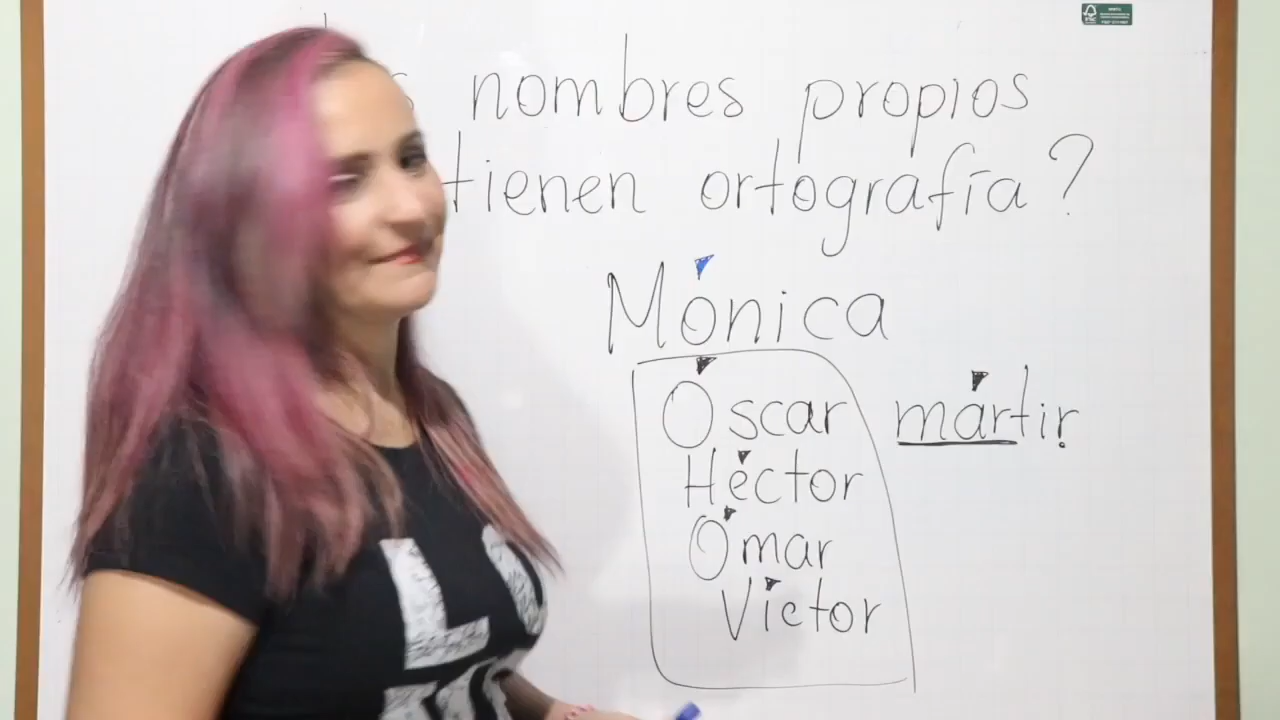 nombres propios
tienen ortografía?
Mónica
Óscar mártir
Héctor
Ómar
Víctor